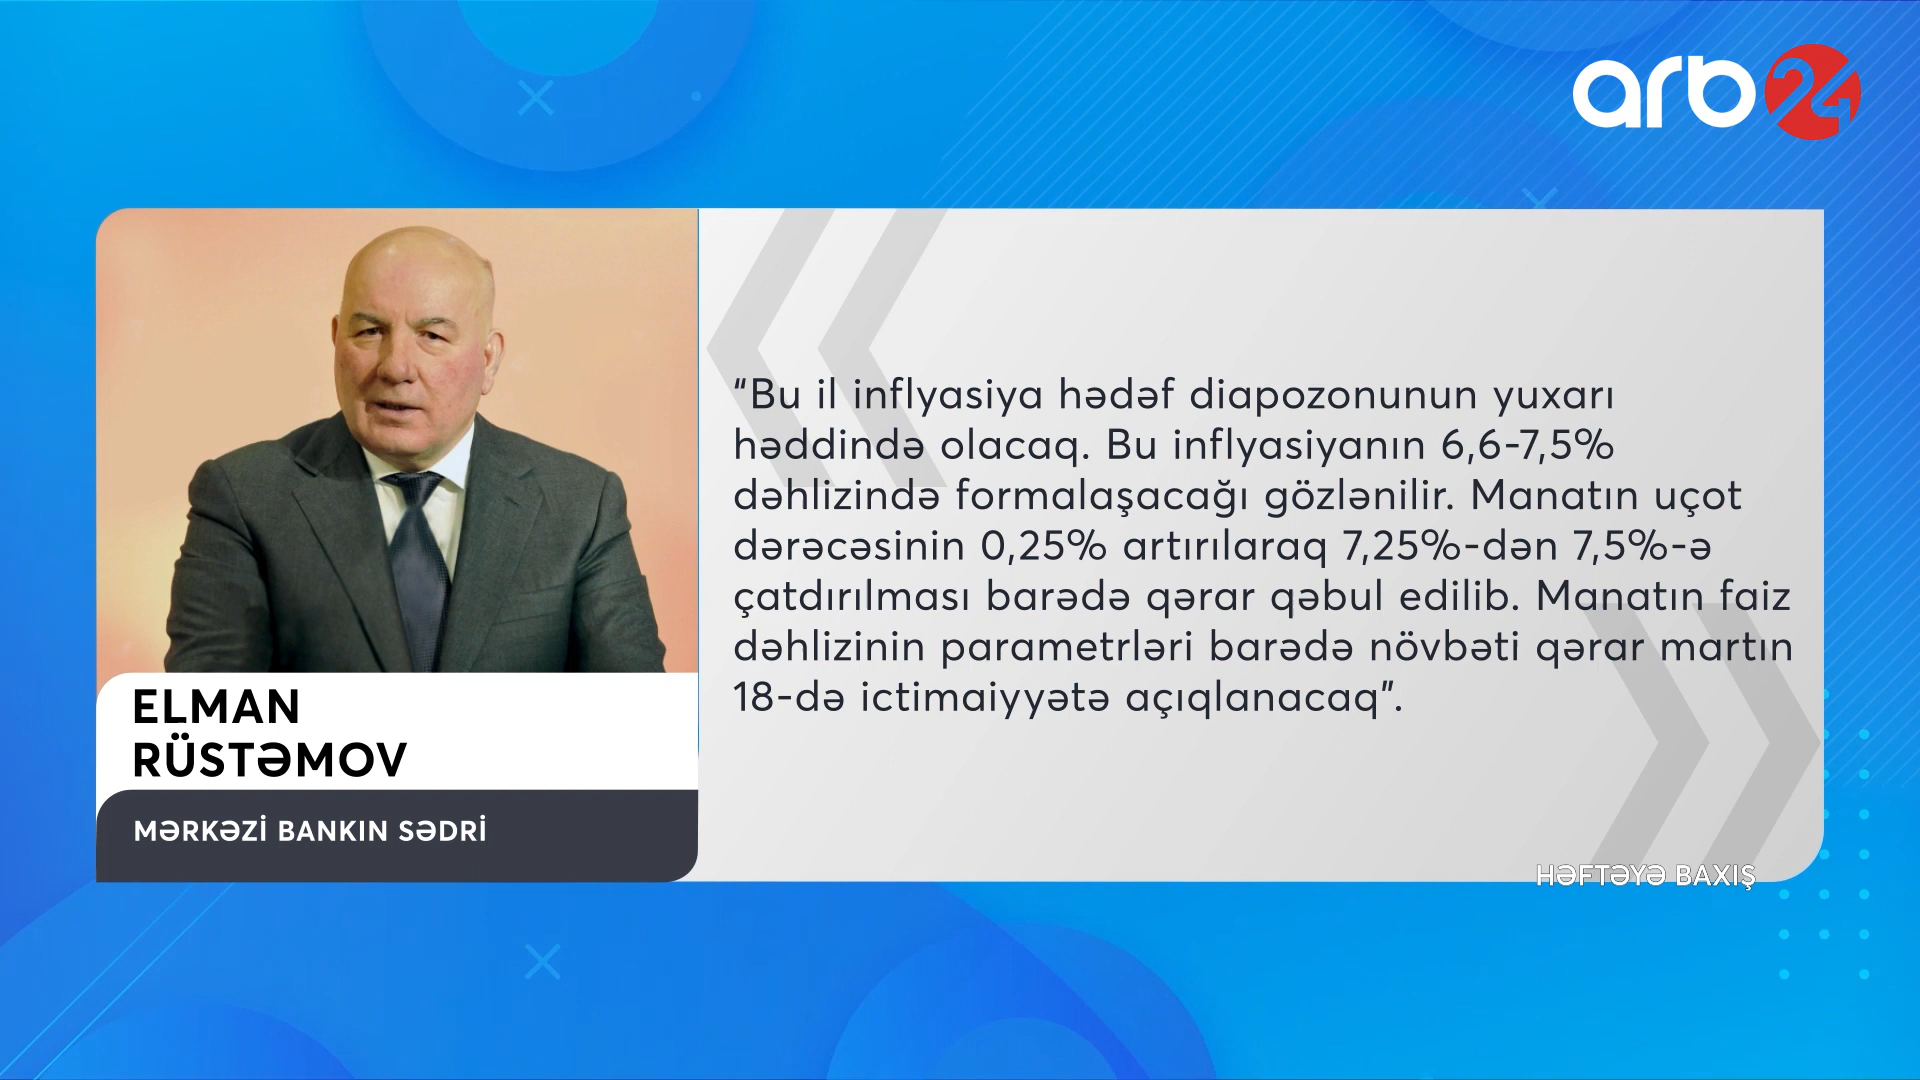 arb24
“Bu il inflyasiya hədəf diapozonunun yuxarı
həddində olacaq. Bu inflyasiyanın 6,6-7,5%
dəhlizində formalaşacağı gözlənilir. Manatın uçot
dərəcəsinin 0,25% artırılaraq 7,25%-dən 7,5%-ə
çatdırılması barədə qərar qəbul edilib. Manatın faiz
dəhlizinin parametrləri barədə növbəti qərar martın
18-də ictimaiyyətə açıqlanacaq”.
ELMAN
RÜSTƏMOV
MƏRKƏZİ BANKIN SƏDRİ
HƏFTƏYƏ BAXIŞ